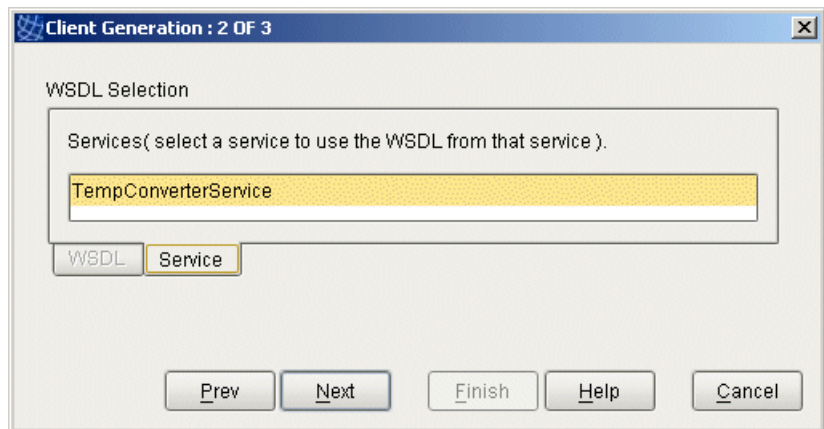 Client Generation : 2 OF 3
WSDL Selection
Services( select a service to use the WSDL from that service ).
TempConverterService
WSDL Service
Prev Next Finish Help Cancel